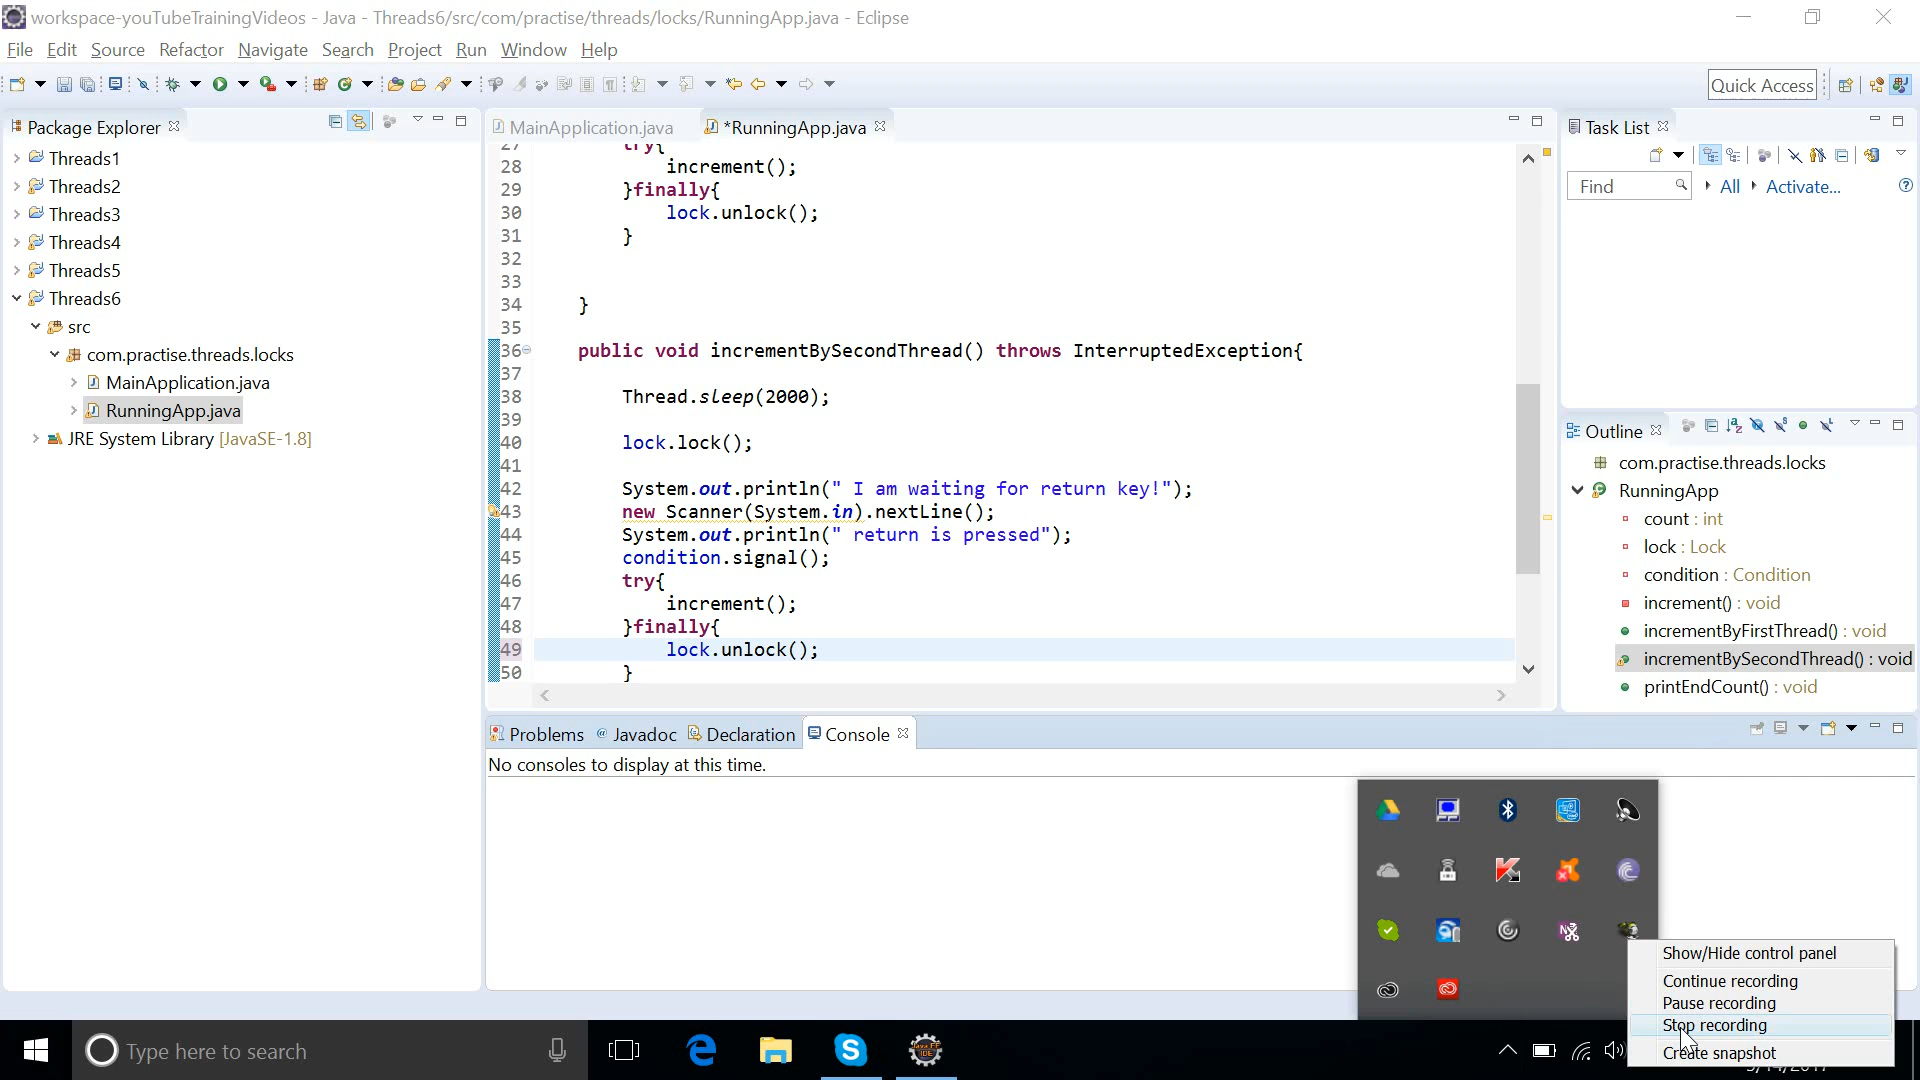 workspace-youTubeTrainingVideos - Java - Threads6/src/com/practise/threads/locks/RunningApp.java - Eclipse
File Edit Source Refactor Navigate Search Project Run Window Help
Quick Access
Package Explorer
Threads1
Threads2
Threads3
Threads4
Threads5
Threads6
src
com.practise.threads.locks
MainApplication.java
RunningApp.java
JRE System Library [JavaSE-1.8]
MainApplication.java *RunningApp.java
27 try{
28 increment();
29 }finally{
30 lock.unlock();
31 }
32
33
34 }
35
36 public void incrementBySecondThread() throws InterruptedException{
37
38 Thread.sleep(2000);
39
40 lock.lock();
41
42 System.out.println(" I am waiting for return key!");
43 new Scanner(System.in).nextLine();
44 System.out.println(" return is pressed");
45 condition.signal();
46 try{
47 increment();
48 }finally{
49 lock.unlock();
50 }
Task List
Find All Activate...
Outline
com.practise.threads.locks
RunningApp
count : int
lock : Lock
condition : Condition
increment() : void
incrementByFirstThread() : void
incrementBySecondThread() : void
printEndCount() : void
Problems @ Javadoc Declaration Console
No consoles to display at this time.
Show/Hide control panel
Continue recording
Pause recording
Stop recording
Create snapshot
Type here to search